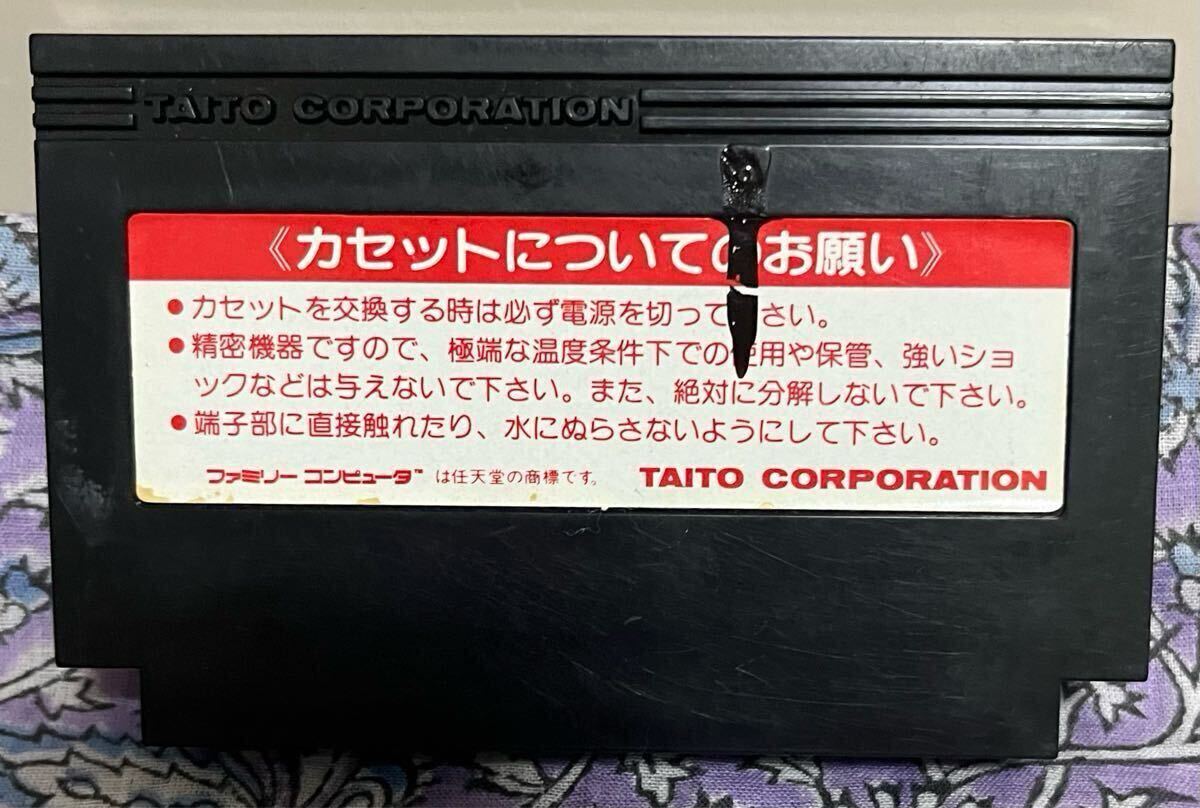 TAITO CORPORATION
《カセットについてのお願い》
●カセットを交換する時は必ず電源を切って さい。
●精密機器ですので、極端な温度条件下での使用や保管、強いショ
ックなどは与えないで下さい。また、絶対に分解しないで下さい。
●端子部に直接触れたり、水にぬらさないようにして下さい。
ファミリー コンピュータ™ は任天堂の商標です。 TAITO CORPORATION